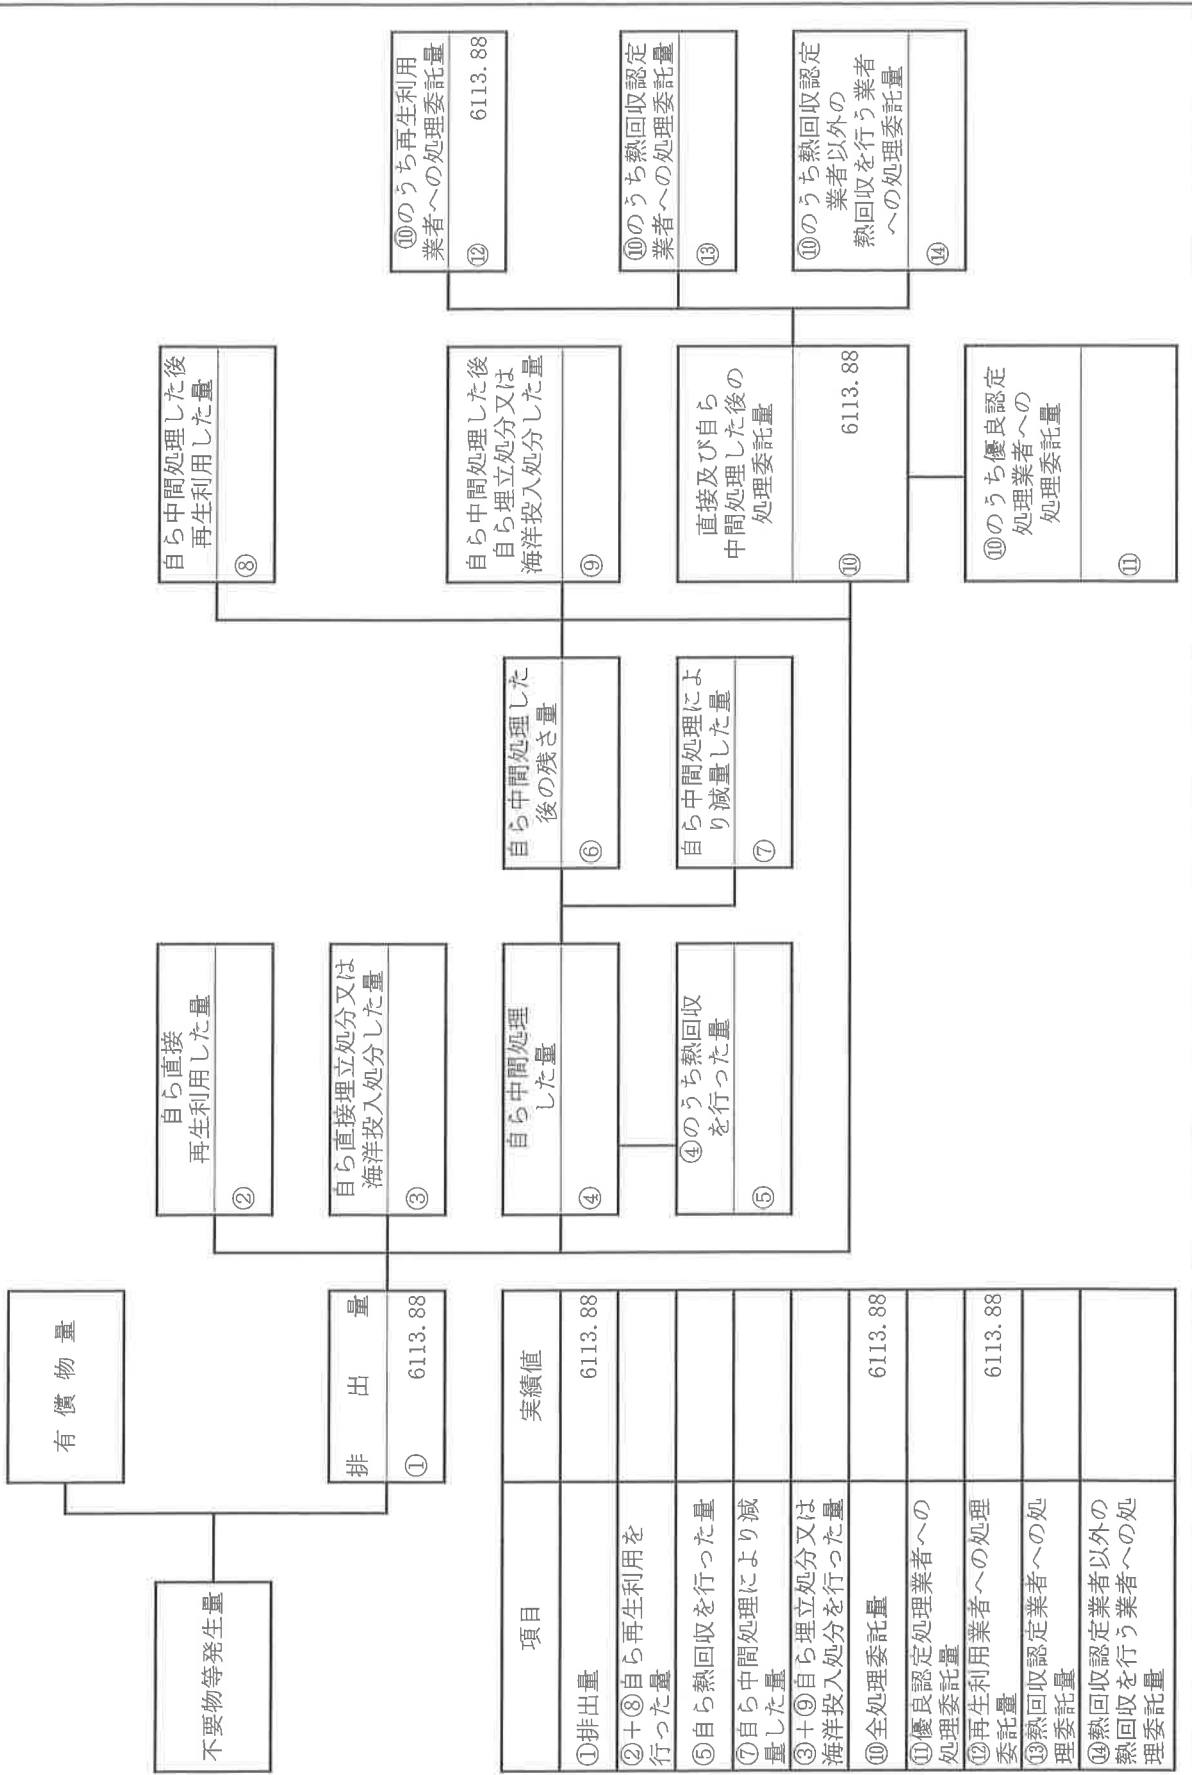 不要物等発生量
有償物量
排出量
① 6113.88
自ら直接
再生利用した量
②
自ら直接埋立処分又は
海洋投入処分した量
③
自ら中間処理
した量
④
④のうち熱回収
を行った量
⑤
自ら中間処理した
後の残さ量
⑥
自ら中間処理によ
り減量した量
⑦
自ら中間処理した後
再生利用した量
⑧
自ら中間処理した後
自ら埋立処分又は
海洋投入処分した量
⑨
直接及び自ら
中間処理した後の
処理委託量
⑩ 6113.88
⑩のうち優良認定
処理業者への
処理委託量
⑪
⑩のうち再生利用
業者への処理委託量
⑫ 6113.88
⑩のうち熱回収認定
業者への処理委託量
⑬
⑩のうち熱回収認定
業者以外の
熱回収を行う業者
への処理委託量
⑭
項目 実績値
①排出量 6113.88
②+⑧自ら再生利用を
行った量
⑤自ら熱回収を行った量
⑦自ら中間処理により減
量した量
③+⑨自ら埋立処分又は
海洋投入処分を行った量
⑩全処理委託量 6113.88
⑪優良認定処理業者への
処理委託量
⑫再生利用業者への処理
委託量 6113.88
⑬熱回収認定業者への処
理委託量
⑭熱回収認定業者以外の
熱回収を行う業者への処
理委託量